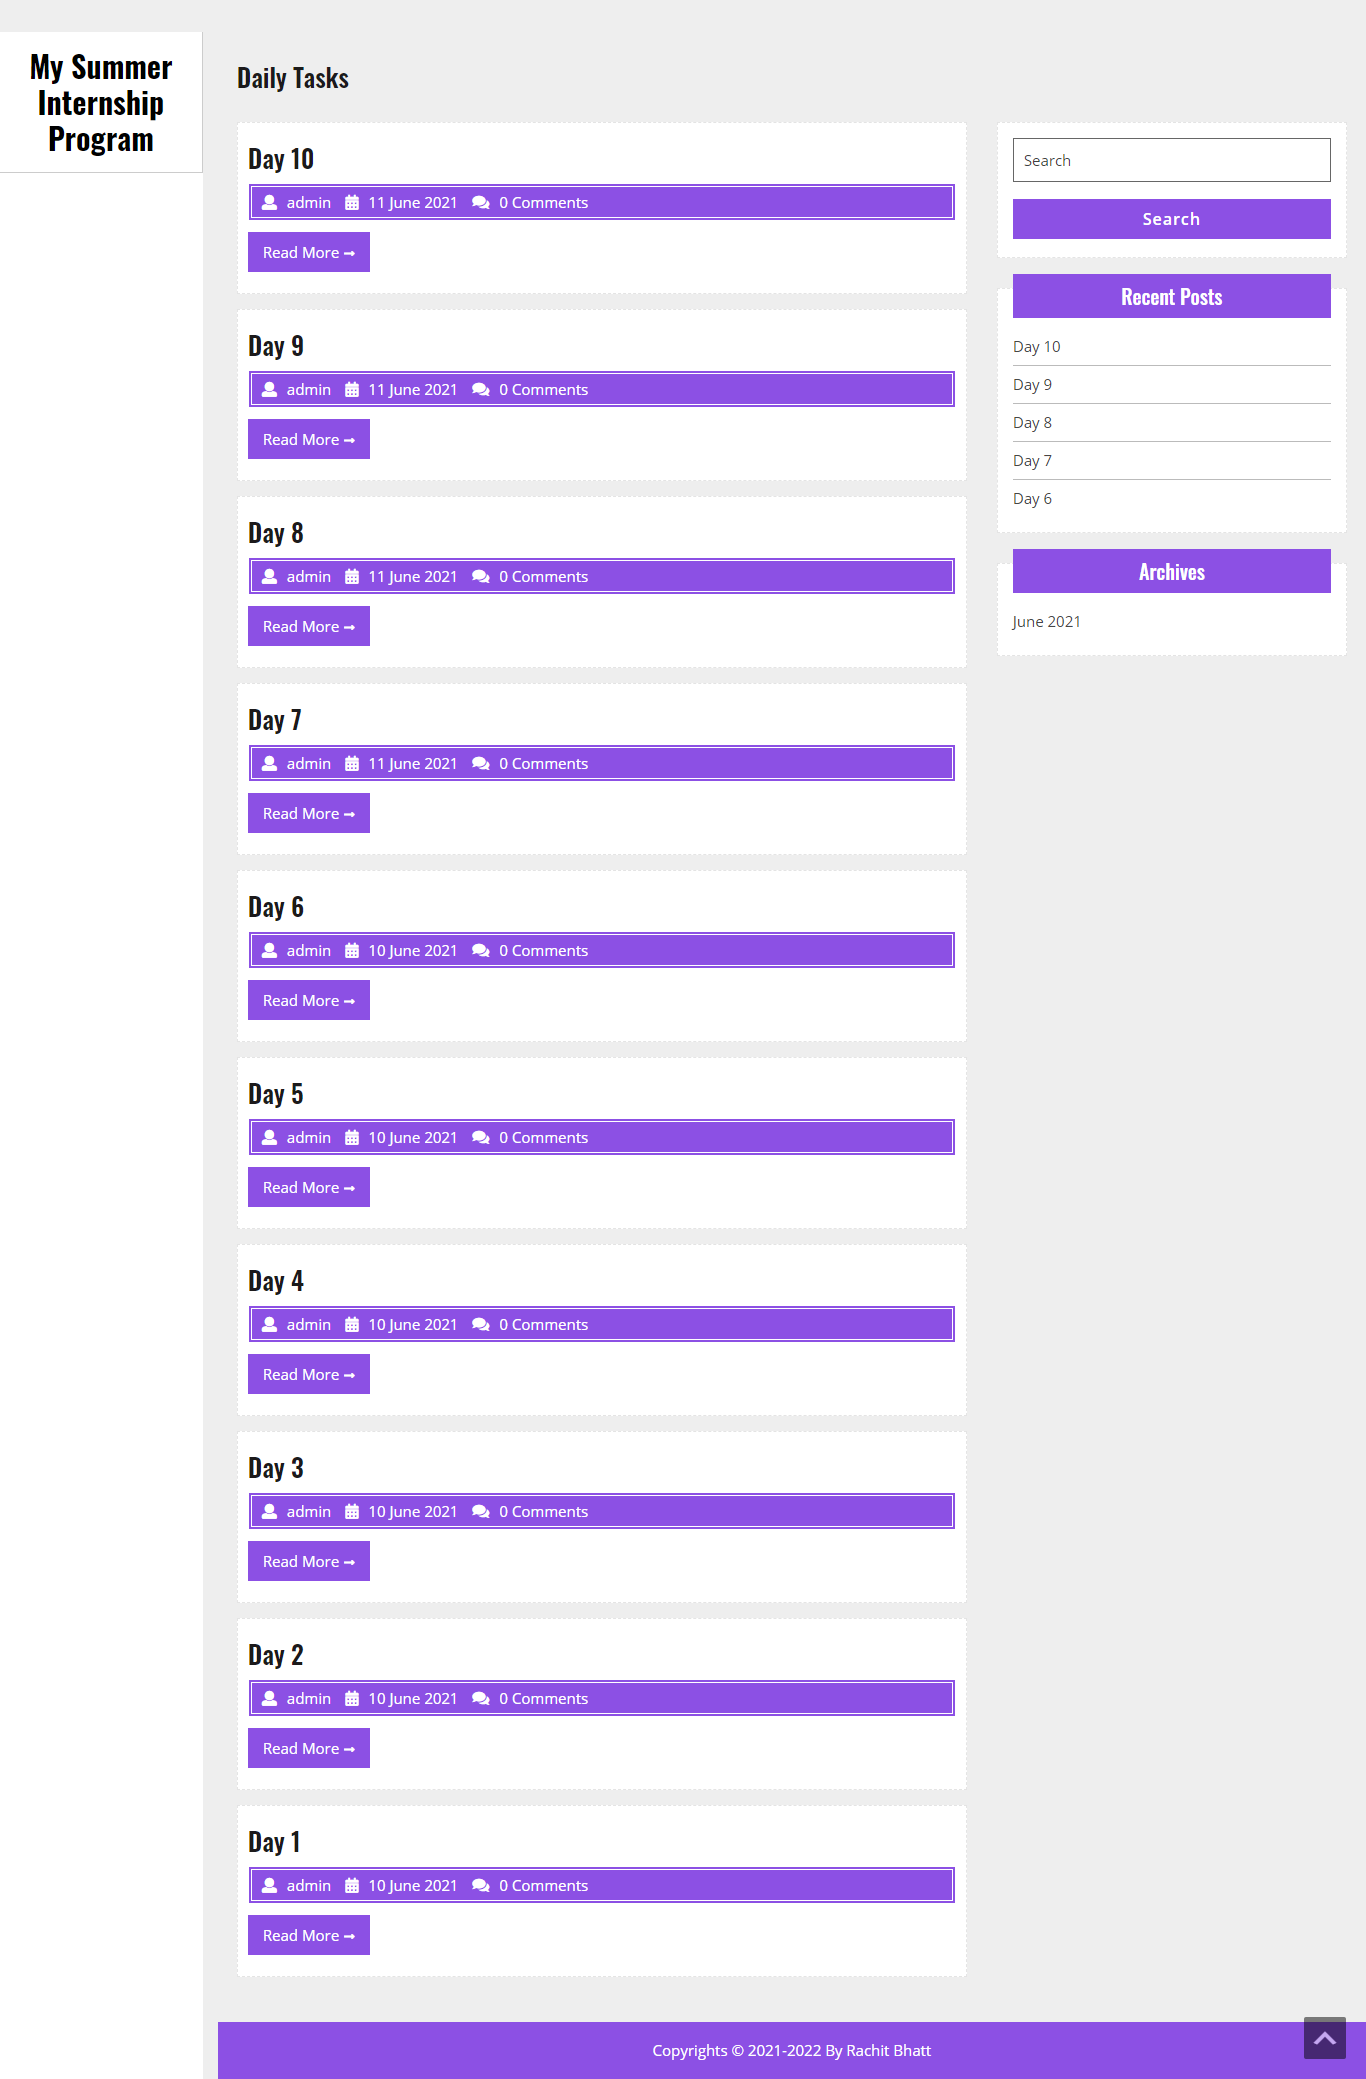 My Summer
Internship
Program
Daily Tasks
Day 10
admin 11 June 2021 0 Comments
Read More
Day 9
admin 11 June 2021 0 Comments
Read More
Day 8
admin 11 June 2021 0 Comments
Read More
Day 7
admin 11 June 2021 0 Comments
Read More
Day 6
admin 10 June 2021 0 Comments
Read More
Day 5
admin 10 June 2021 0 Comments
Read More
Day 4
admin 10 June 2021 0 Comments
Read More
Day 3
admin 10 June 2021 0 Comments
Read More
Day 2
admin 10 June 2021 0 Comments
Read More
Day 1
admin 10 June 2021 0 Comments
Read More
Search
Search
Recent Posts
Day 10
Day 9
Day 8
Day 7
Day 6
Archives
June 2021
Copyrights © 2021-2022 By Rachit Bhatt